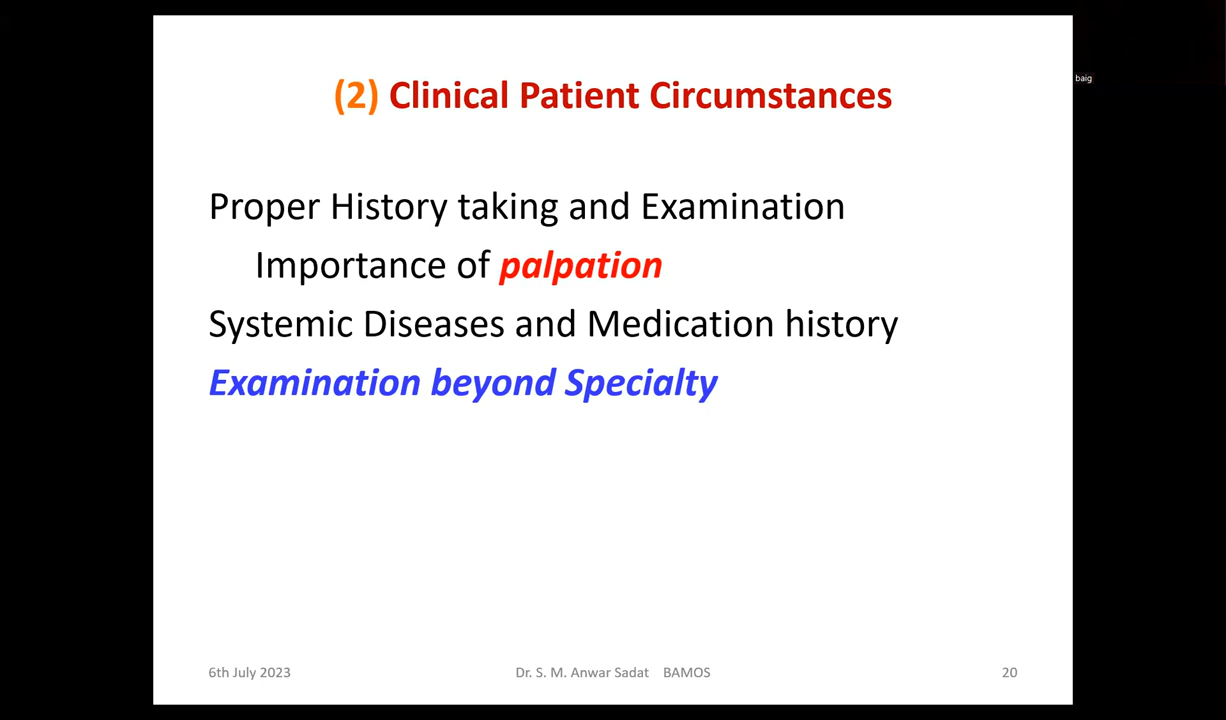 (2) Clinical Patient Circumstances
baig
Proper History taking and Examination
Importance of palpation
Systemic Diseases and Medication history
Examination beyond Specialty
6th July 2023 Dr. S. M. Anwar Sadat BAMOS 20